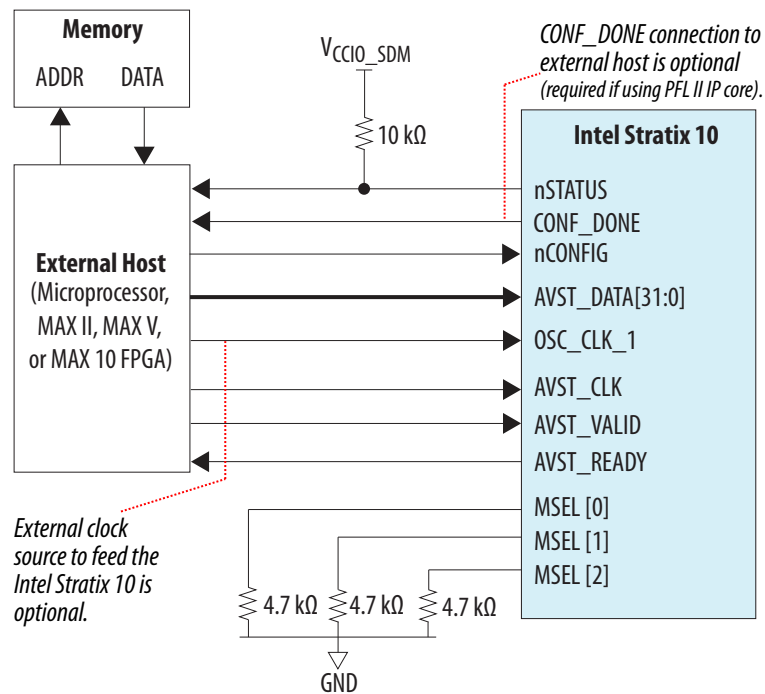 Memory
ADDR DATA
VCCIO_SDM
10 kΩ
CONF_DONE connection to
external host is optional
(required if using PFL II IP core).
Intel Stratix 10
nSTATUS
CONF_DONE
nCONFIG
AVST_DATA[31:0]
OSC_CLK_1
AVST_CLK
AVST_VALID
AVST_READY
MSEL [0]
MSEL [1]
MSEL [2]
External Host
(Microprocessor,
MAX II, MAX V,
or MAX 10 FPGA)
External clock
source to feed the
Intel Stratix 10 is
optional.
4.7 kΩ 4.7 kΩ 4.7 kΩ
GND